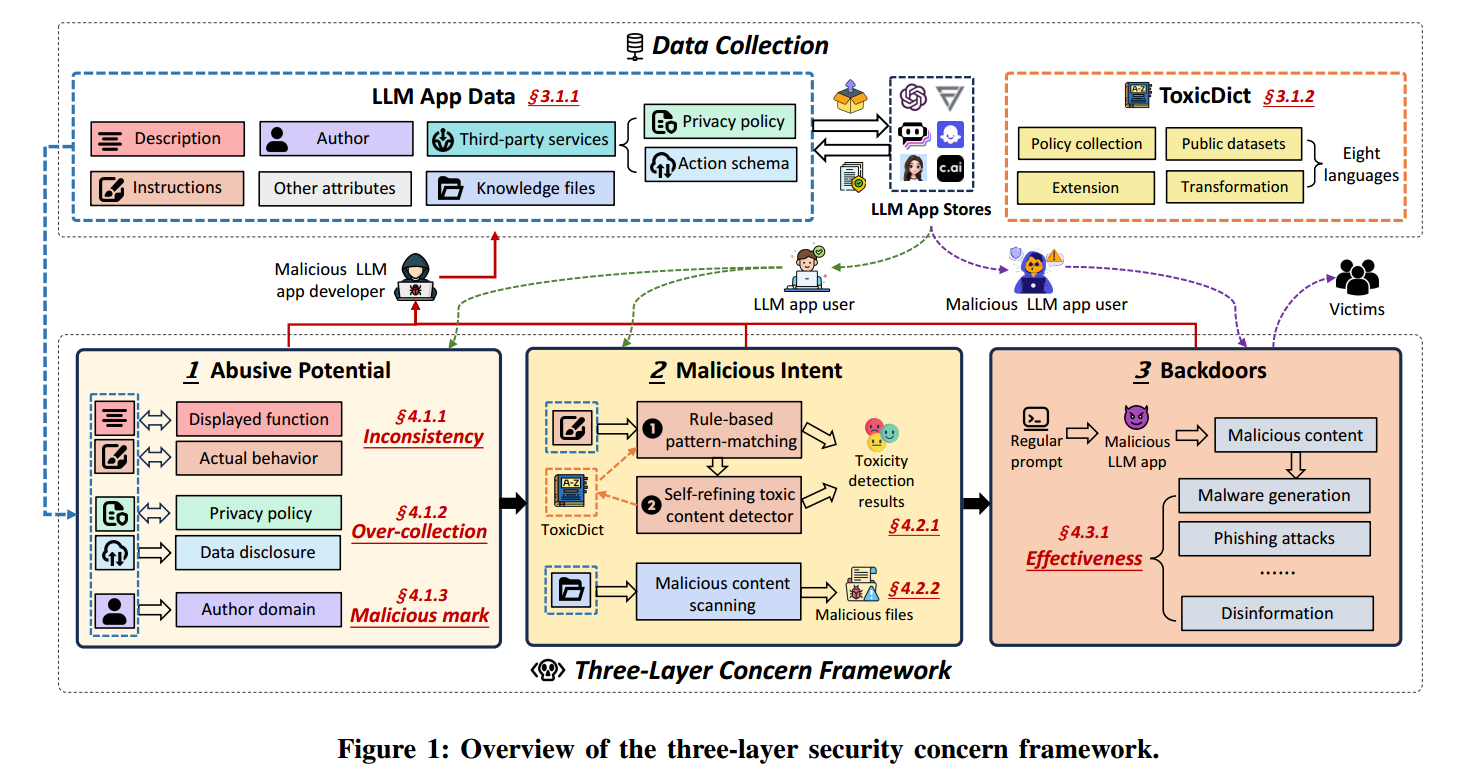 Data Collection
LLM App Data §3.1.1
Description
Author
Third-party services
Privacy policy
Action schema
Instructions
Other attributes
Knowledge files
c.ai
LLM App Stores
A-Z
ToxicDict §3.1.2
Policy collection
Public datasets
Extension
Transformation
Eight
languages
Malicious LLM
app developer
LLM app user
Malicious LLM app user
Victims
1 Abusive Potential
Displayed function
Actual behavior
§4.1.1
Inconsistency
Privacy policy
Data disclosure
§4.1.2
Over-collection
Author domain
§4.1.3
Malicious mark
2 Malicious Intent
1
Rule-based
pattern-matching
A-Z
ToxicDict
2
Self-refining toxic
content detector
Toxicity
detection
results
§4.2.1
Malicious content
scanning
Malicious files
§4.2.2
3 Backdoors
Regular
prompt
Malicious
LLM app
Malicious content
Malware generation
Phishing attacks
......
Disinformation
§4.3.1
Effectiveness
Three-Layer Concern Framework
Figure 1: Overview of the three-layer security concern framework.